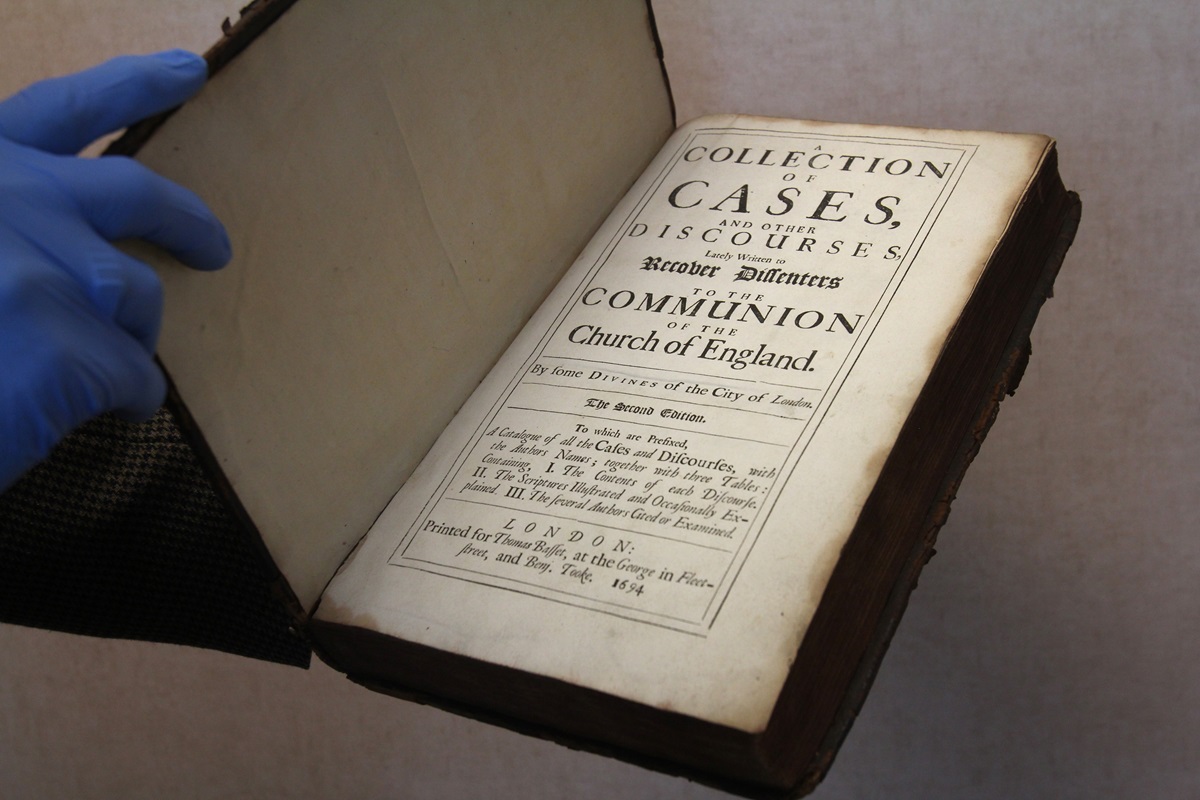 A
COLLECTION
OF
CASES,
AND OTHER
DISCOURSES,
Lately Written to
Recover Diſſenters
TO THE
COMMUNION
OF THE
Church of England.
By ſome DIVINES of the City of London.
The Second Edition.
To which are Prefixed,
A Catalogue of all the Caſes and Diſcourſes, with
the Authors Names; together with three Tables:
Containing, I. The Contents of each Diſcourſe.
II. The Scriptures Illuſtrated and Occaſionally Ex-
plained. III. The ſeveral Authors Cited or Examined.
LONDON:
Printed for Thomas Baſſet, at the George in Fleet-
ſtreet, and Benj. Tooke. 1694